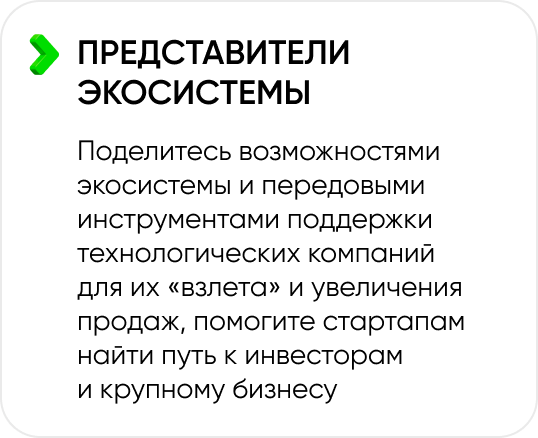 ПРЕДСТАВИТЕЛИ
ЭКОСИСТЕМЫ
Поделитесь возможностями
экосистемы и передовыми
инструментами поддержки
технологических компаний
для их «взлета» и увеличения
продаж, помогите стартапам
найти путь к инвесторам
и крупному бизнесу